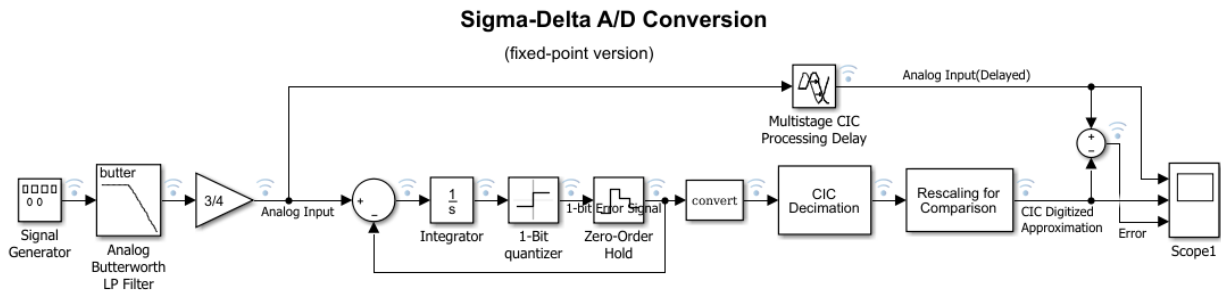 Sigma-Delta A/D Conversion
(fixed-point version)
Analog Input(Delayed)
Multistage CIC
Processing Delay
+
−
butter
3/4
Analog Input
+
−
1
s
1-bit Error Signal
convert
CIC
Decimation
Rescaling for
Comparison
CIC Digitized
Approximation
Error
Signal
Generator
Analog
Butterworth
LP Filter
Integrator
1-Bit
quantizer
Zero-Order
Hold
Scope1